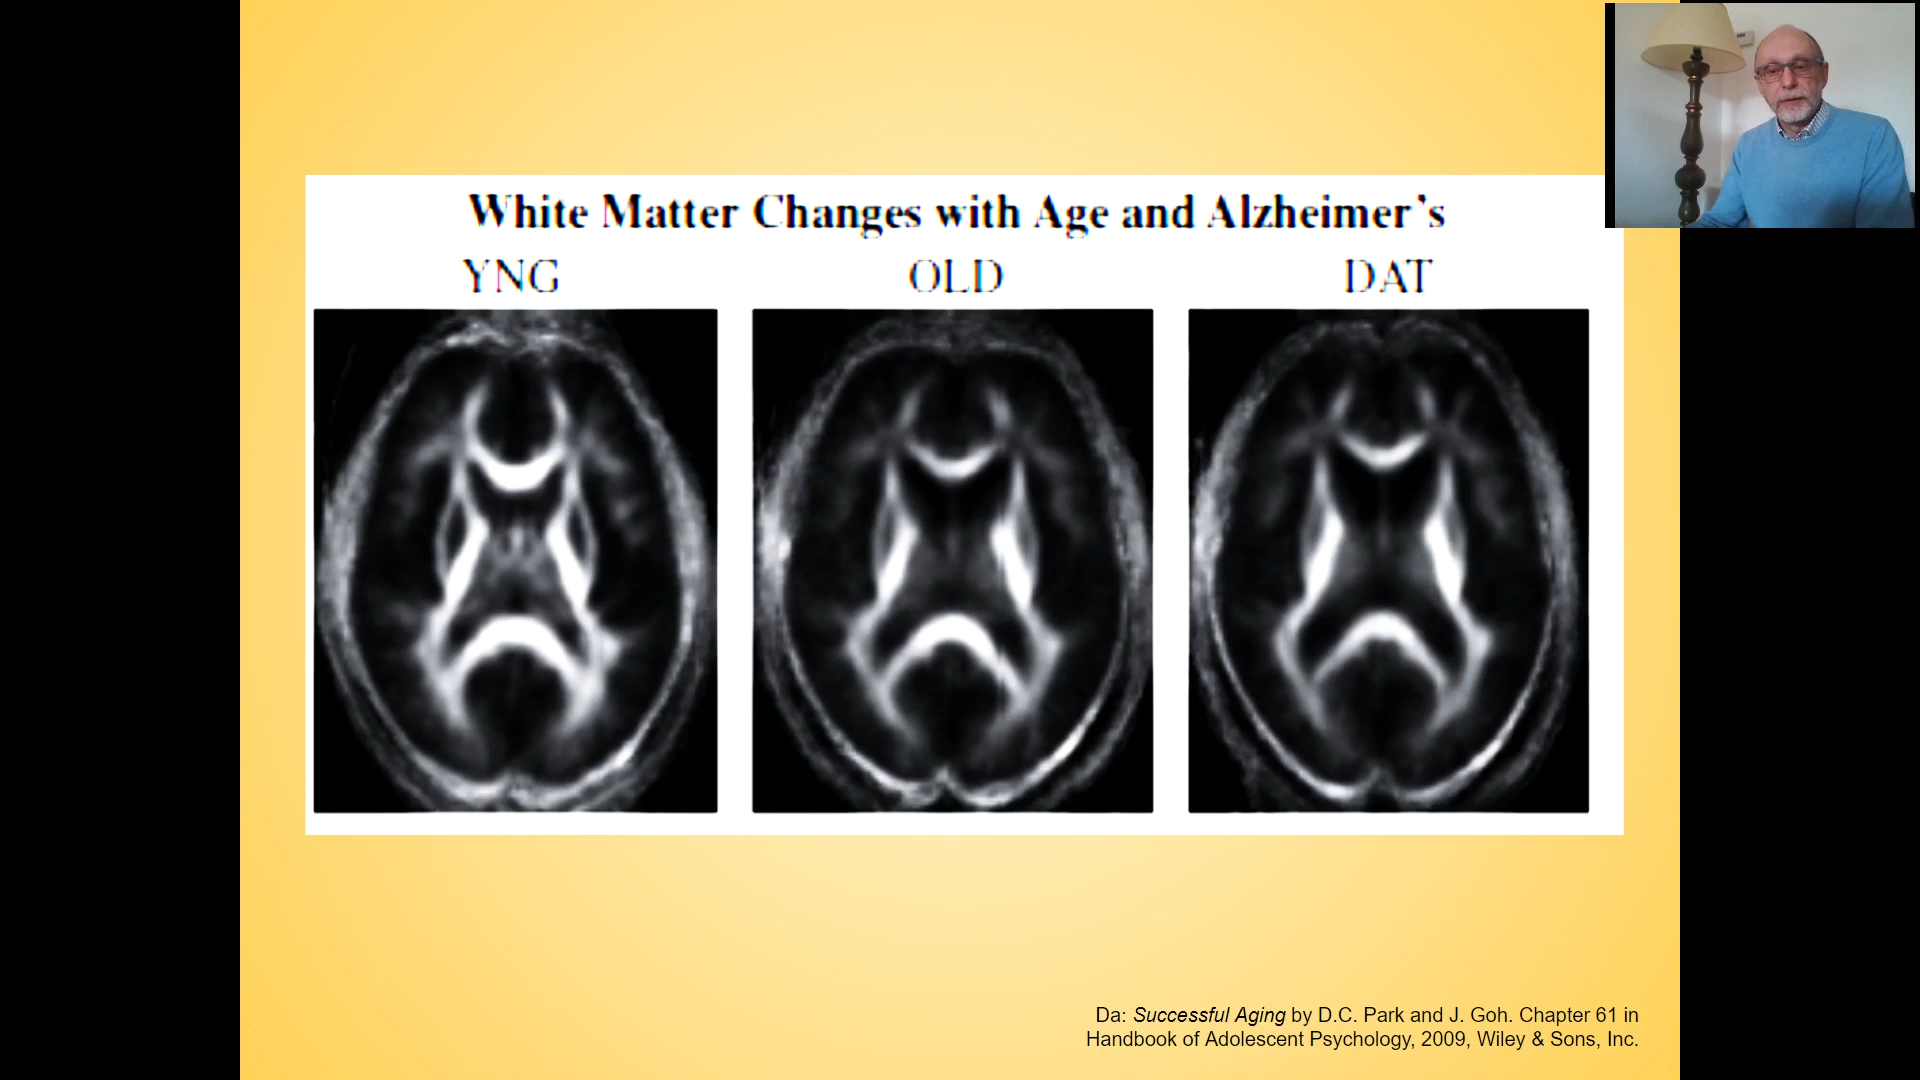 White Matter Changes with Age and Alzheimer's
YNG OLD DAT
Da: Successful Aging by D.C. Park and J. Goh. Chapter 61 in
Handbook of Adolescent Psychology, 2009, Wiley & Sons, Inc.